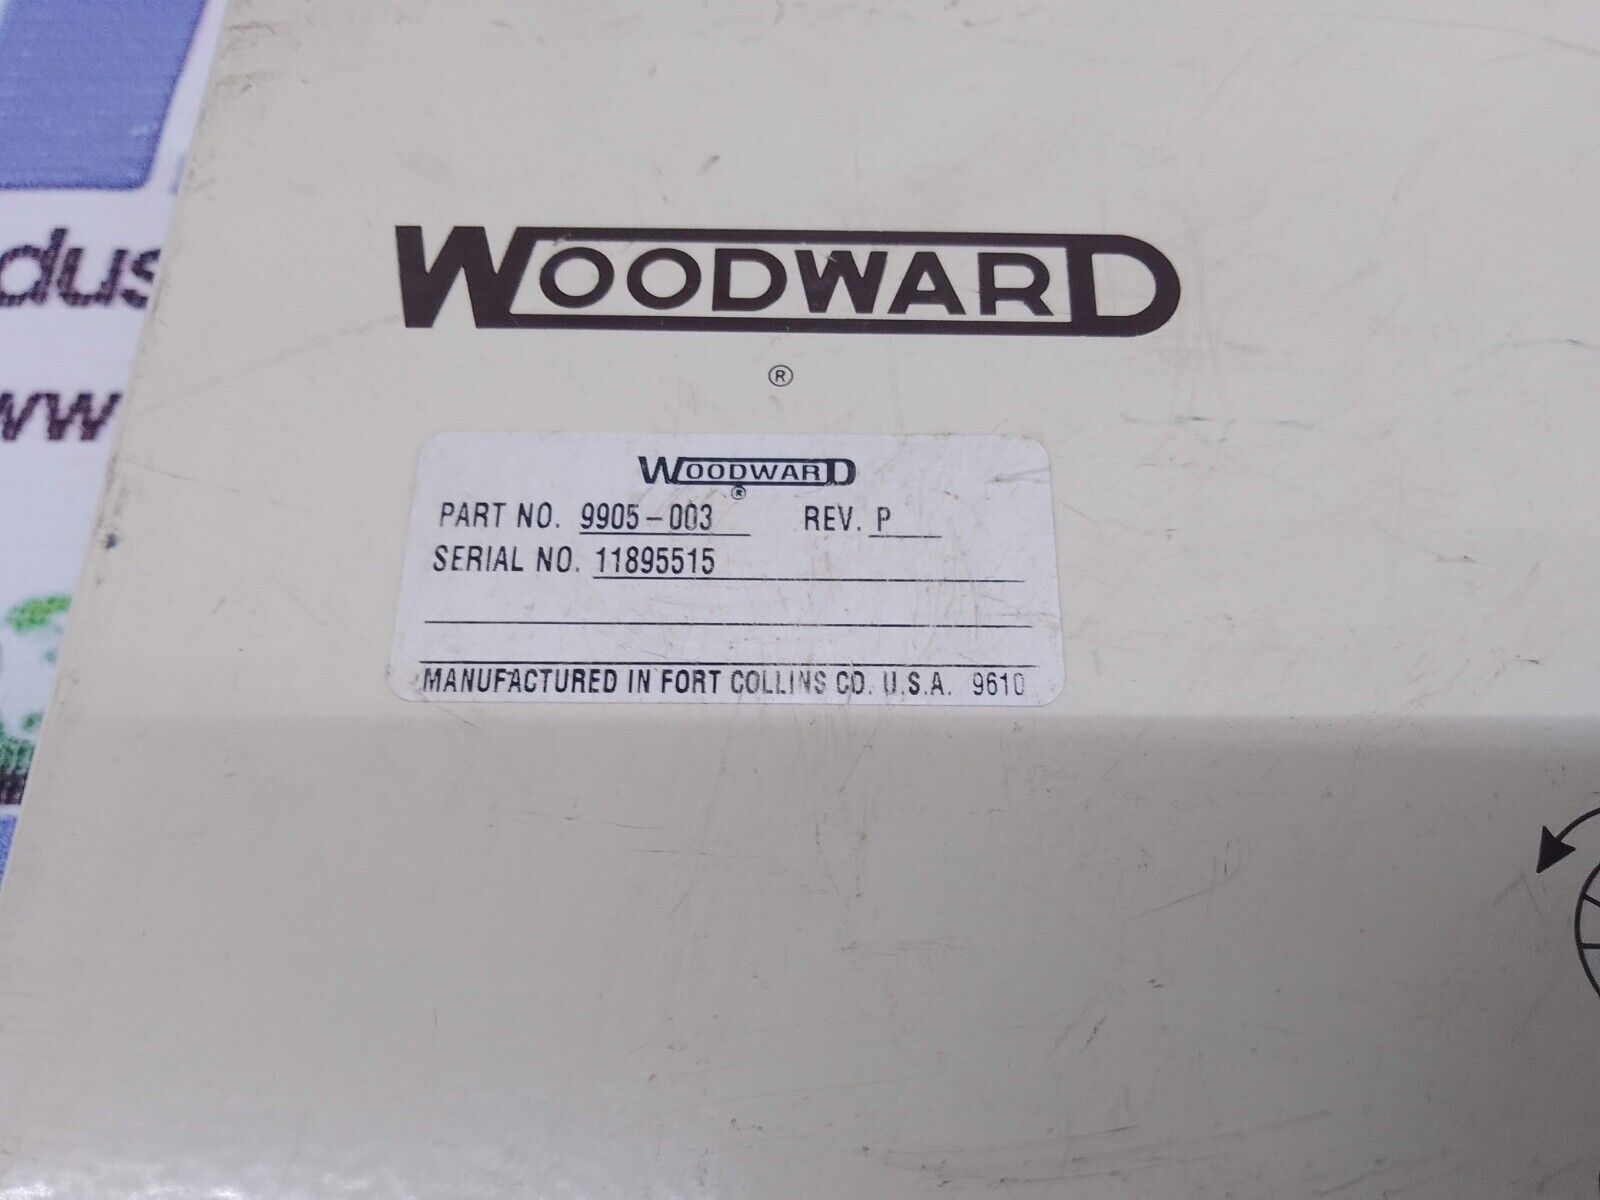 dus
ww
WOODWARD
®
WOODWARD
®
PART NO. 9905-003 REV. P
SERIAL NO. 11895515
MANUFACTURED IN FORT COLLINS CO. U.S.A. 9610